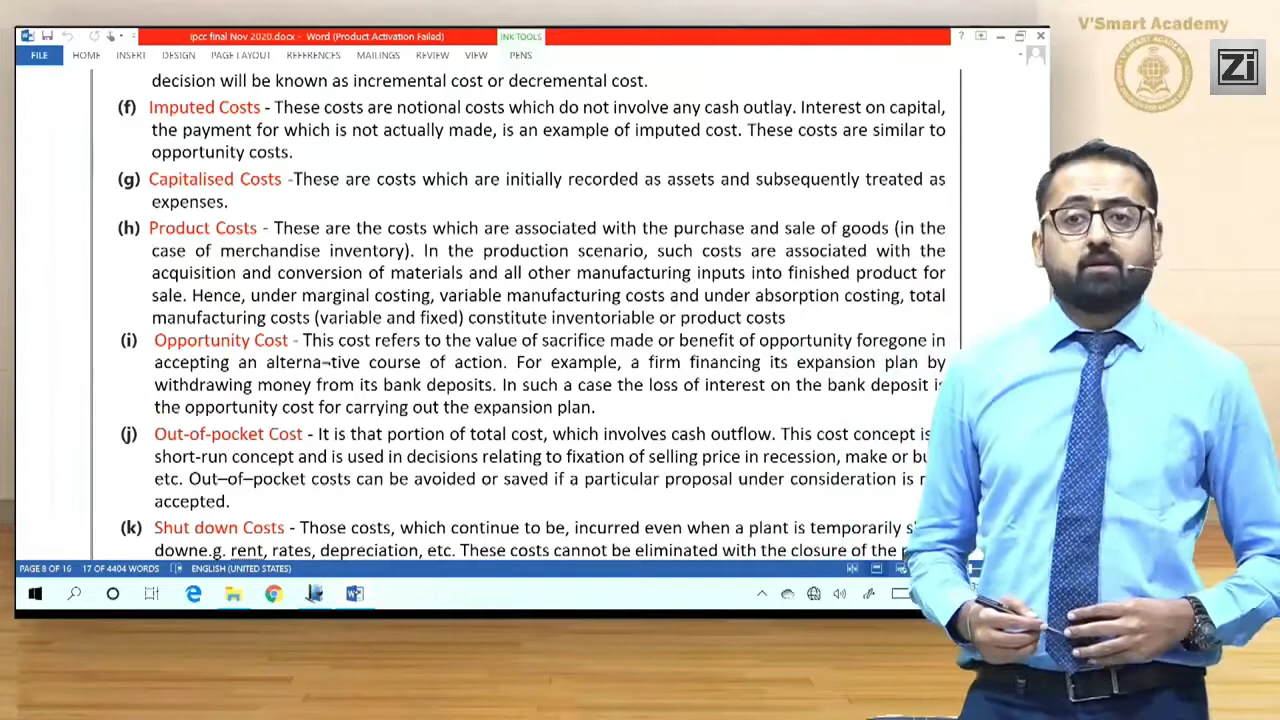 V'Smart Academy
Zi
ipcc final Nov 2020.docx - Word (Product Activation Failed)
INK TOOLS
FILE HOME INSERT DESIGN PAGE LAYOUT REFERENCES MAILINGS REVIEW VIEW PENS
decision will be known as incremental cost or decremental cost.
(f) Imputed Costs - These costs are notional costs which do not involve any cash outlay. Interest on capital,
the payment for which is not actually made, is an example of imputed cost. These costs are similar to
opportunity costs.
(g) Capitalised Costs -These are costs which are initially recorded as assets and subsequently treated as
expenses.
(h) Product Costs - These are the costs which are associated with the purchase and sale of goods (in the
case of merchandise inventory). In the production scenario, such costs are associated with the
acquisition and conversion of materials and all other manufacturing inputs into finished product for
sale. Hence, under marginal costing, variable manufacturing costs and under absorption costing, total
manufacturing costs (variable and fixed) constitute inventoriable or product costs
(i) Opportunity Cost - This cost refers to the value of sacrifice made or benefit of opportunity foregone in
accepting an alterna¬tive course of action. For example, a firm financing its expansion plan by
withdrawing money from its bank deposits. In such a case the loss of interest on the bank deposit
the opportunity cost for carrying out the expansion plan.
(j) Out-of-pocket Cost - It is that portion of total cost, which involves cash outflow. This cost concept is
short-run concept and is used in decisions relating to fixation of selling price in recession, make or
etc. Out–of–pocket costs can be avoided or saved if a particular proposal under consideration is
accepted.
(k) Shut down Costs - Those costs, which continue to be, incurred even when a plant is temporarily
downe.g. rent, rates, depreciation, etc. These costs cannot be eliminated with the closure of the
PAGE 8 OF 16 17 OF 4404 WORDS ENGLISH (UNITED STATES)